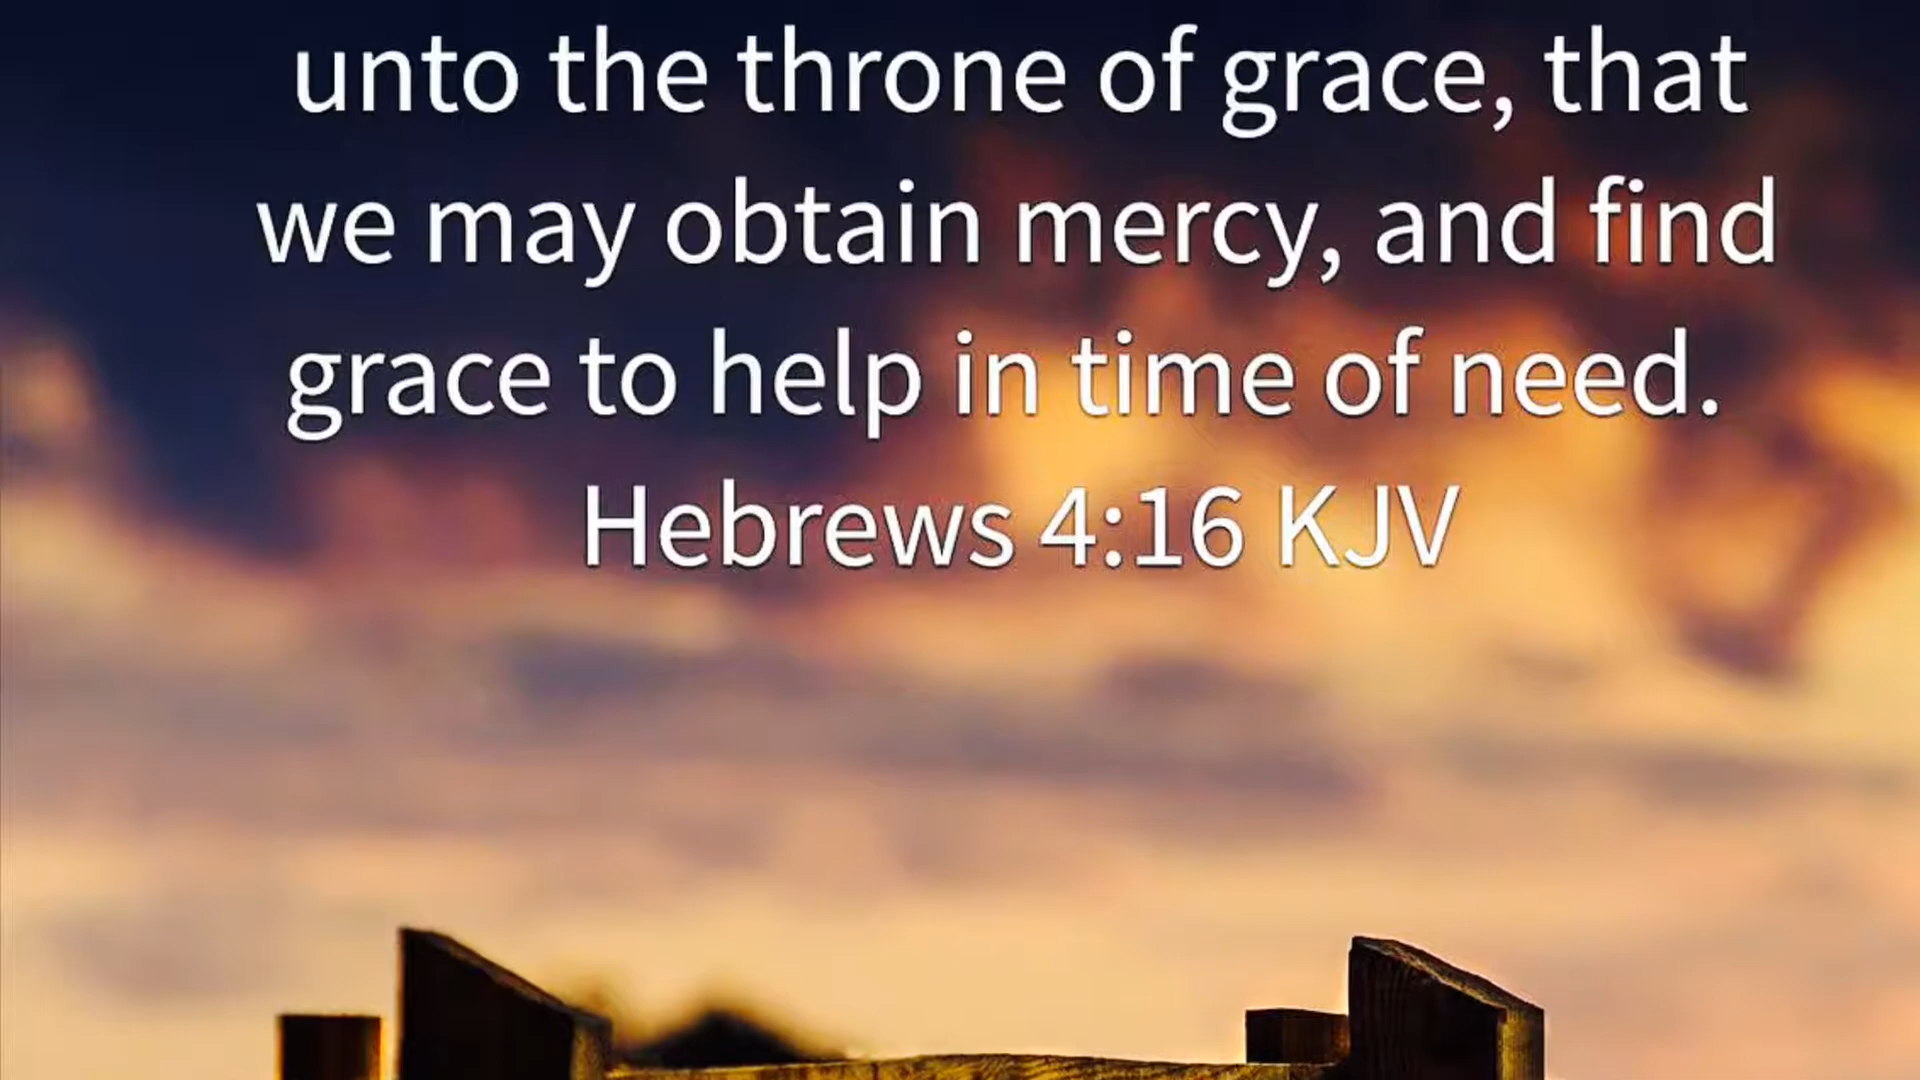 unto the throne of grace, that
we may obtain mercy, and find
grace to help in time of need.
Hebrews 4:16 KJV